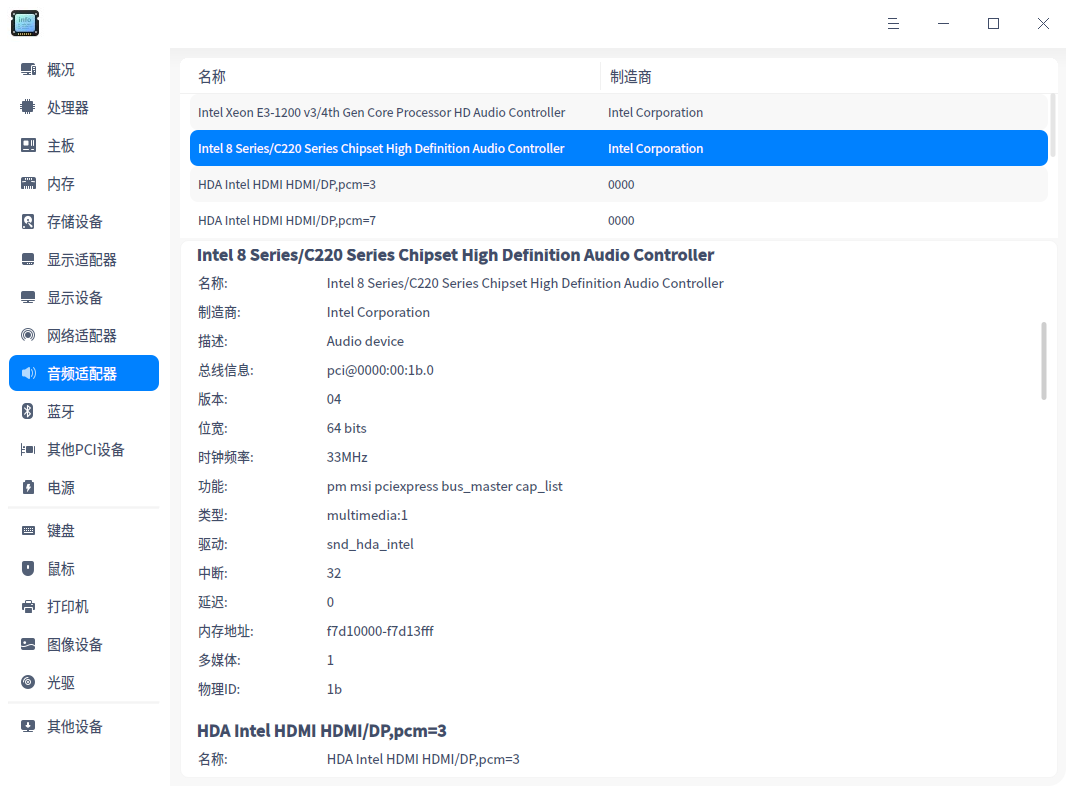 info
概况
处理器
主板
内存
存储设备
显示适配器
显示设备
网络适配器
音频适配器
蓝牙
其他PCI设备
电源
键盘
鼠标
打印机
图像设备
光驱
其他设备
名称 制造商
Intel Xeon E3-1200 v3/4th Gen Core Processor HD Audio Controller Intel Corporation
Intel 8 Series/C220 Series Chipset High Definition Audio Controller Intel Corporation
HDA Intel HDMI HDMI/DP,pcm=3 0000
HDA Intel HDMI HDMI/DP,pcm=7 0000
Intel 8 Series/C220 Series Chipset High Definition Audio Controller
名称: Intel 8 Series/C220 Series Chipset High Definition Audio Controller
制造商: Intel Corporation
描述: Audio device
总线信息: pci@0000:00:1b.0
版本: 04
位宽: 64 bits
时钟频率: 33MHz
功能: pm msi pciexpress bus_master cap_list
类型: multimedia:1
驱动: snd_hda_intel
中断: 32
延迟: 0
内存地址: f7d10000-f7d13fff
多媒体: 1
物理ID: 1b
HDA Intel HDMI HDMI/DP,pcm=3
名称: HDA Intel HDMI HDMI/DP,pcm=3